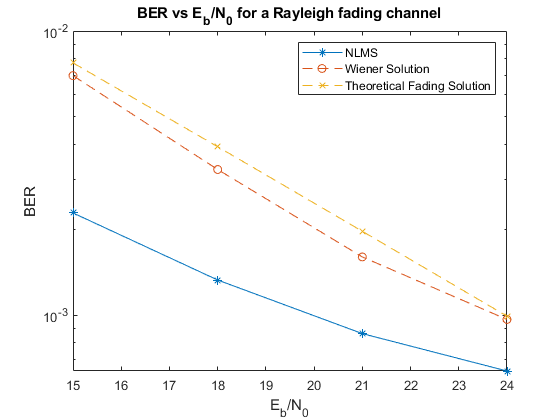 BER vs E_b/N_0 for a Rayleigh fading channel
10^-2
NLMS
Wiener Solution
Theoretical Fading Solution
BER
10^-3
15 16 17 18 19 20 21 22 23 24
E_b/N_0